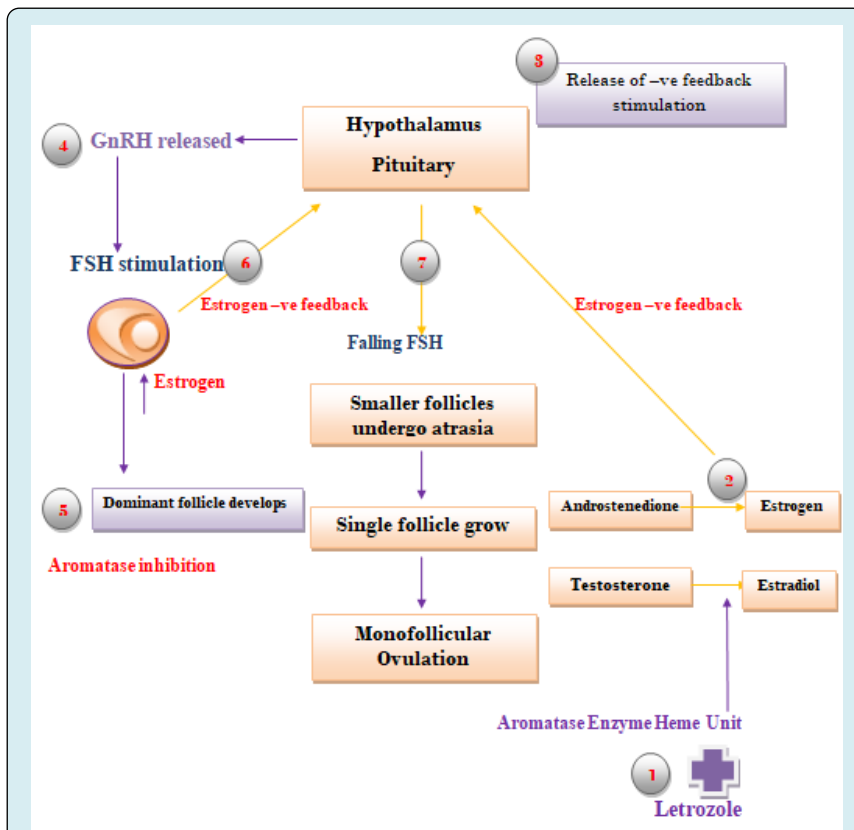 3
Release of –ve feedback
stimulation
Hypothalamus
Pituitary
4
GnRH released
FSH stimulation
6
7
Estrogen –ve feedback
Estrogen –ve feedback
Falling FSH
Estrogen
Smaller follicles
undergo atrasia
2
5
Dominant follicle develops
Single follicle grow
Androstenedione
Estrogen
Aromatase inhibition
Testosterone
Estradiol
Monofollicular
Ovulation
Aromatase Enzyme Heme Unit
1
Letrozole